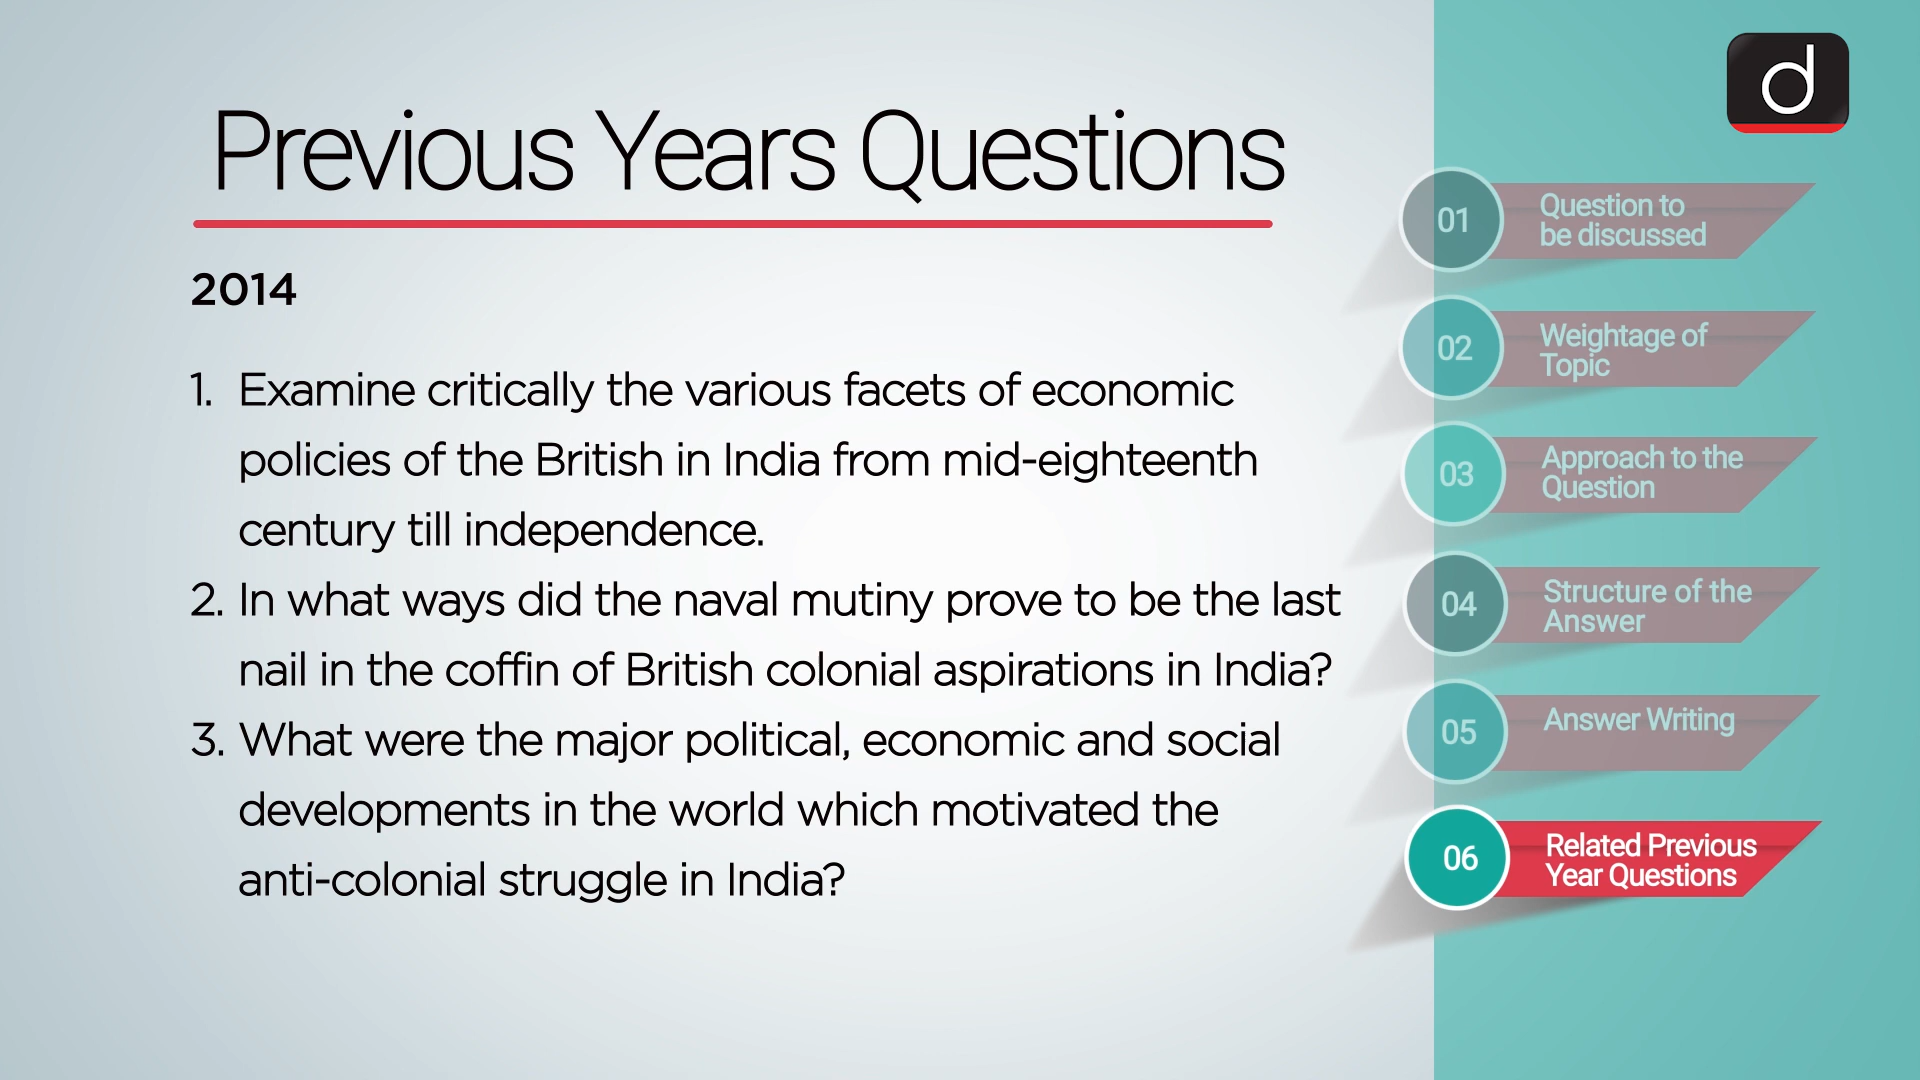 Previous Years Questions
2014
1. Examine critically the various facets of economic
policies of the British in India from mid-eighteenth
century till independence.
2. In what ways did the naval mutiny prove to be the last
nail in the coffin of British colonial aspirations in India?
3. What were the major political, economic and social
developments in the world which motivated the
anti-colonial struggle in India?
d
01
Question to
be discussed
02
Weightage of
Topic
03
Approach to the
Question
04
Structure of the
Answer
05
Answer Writing
06
Related Previous
Year Questions